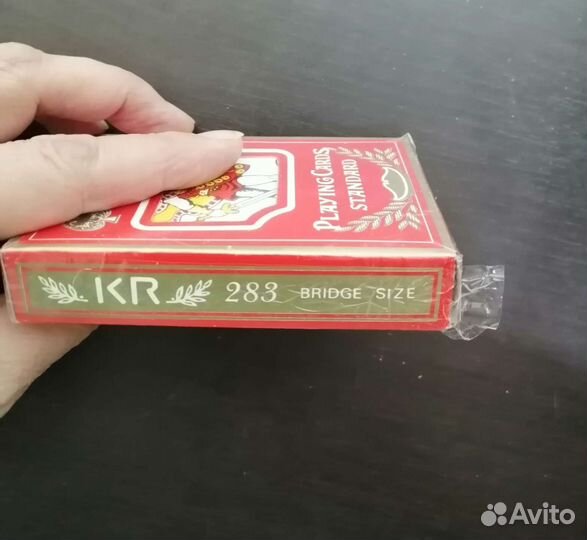 PLAYING CARDS
STANDARD
KR 283 BRIDGE SIZE
Avito